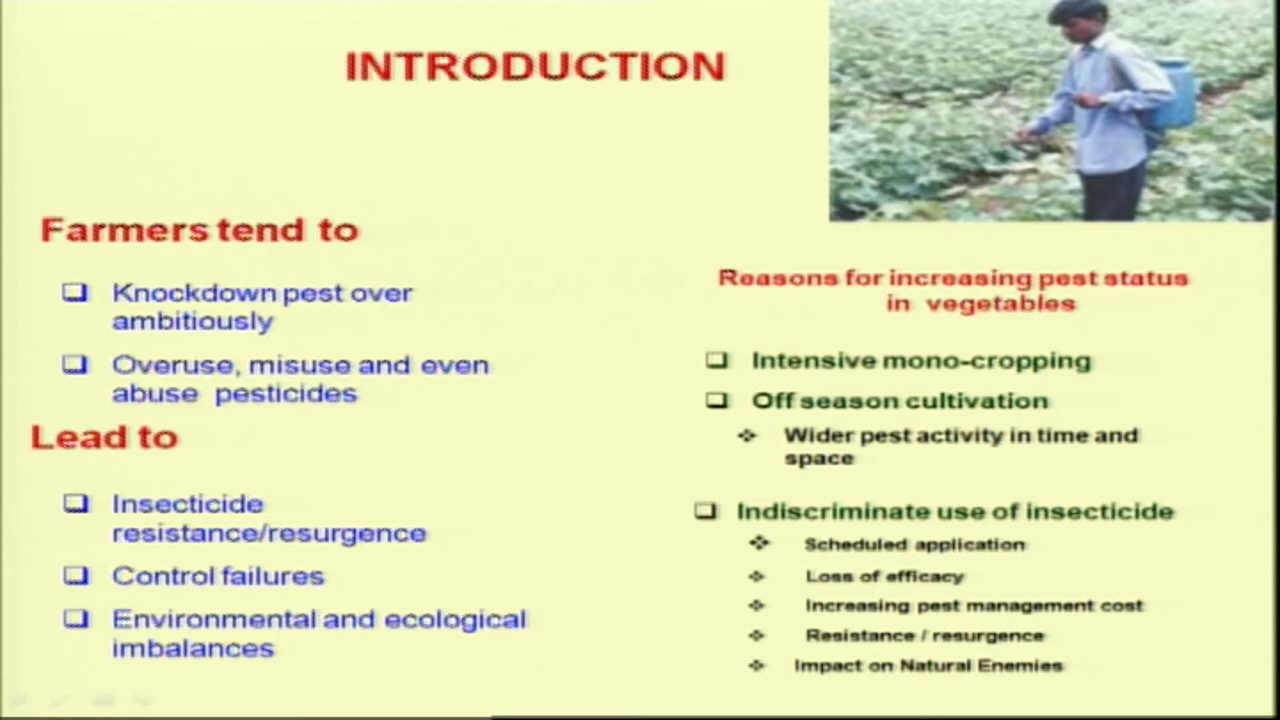 INTRODUCTION
Farmers tend to
Knockdown pest over
ambitiously
Overuse, misuse and even
abuse pesticides
Lead to
Insecticide
resistance/resurgence
Control failures
Environmental and ecological
imbalances
Reasons for increasing pest status
in vegetables
Intensive mono-cropping
Off season cultivation
Wider pest activity in time and
space
Indiscriminate use of insecticide
Scheduled application
Loss of efficacy
Increasing pest management cost
Resistance / resurgence
Impact on Natural Enemies